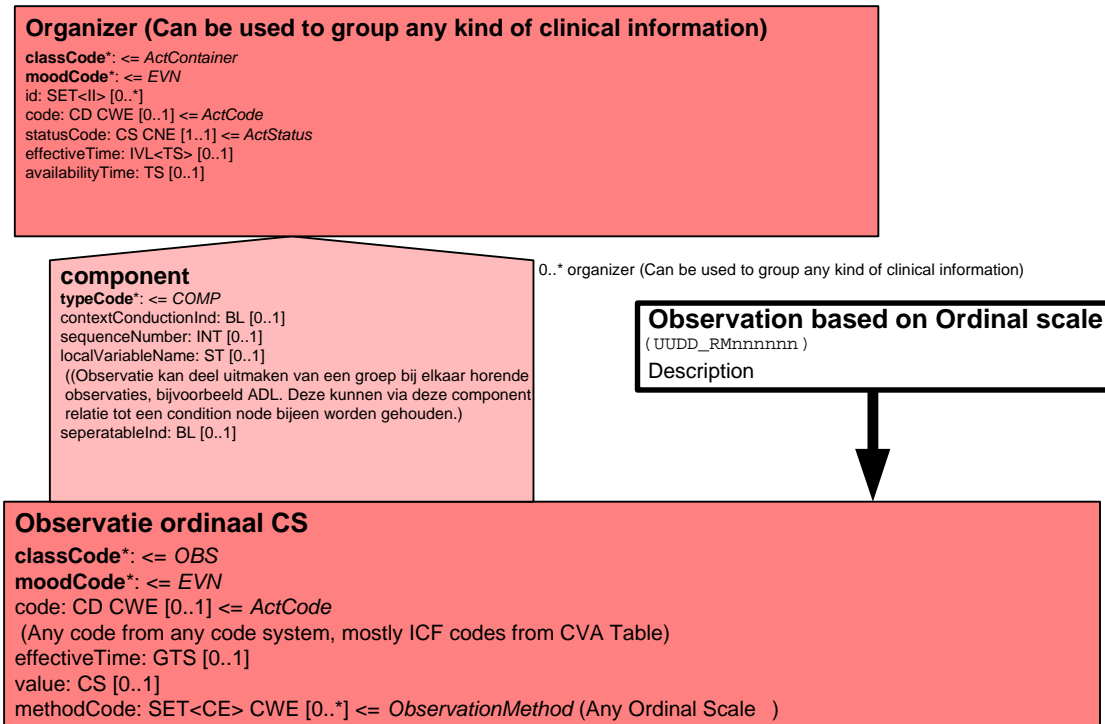 Organizer (Can be used to group any kind of clinical information)
classCode*: <= ActContainer
moodCode*: <= EVN
id: SET<II> [0..*]
code: CD CWE [0..1] <= ActCode
statusCode: CS CNE [1..1] <= ActStatus
effectiveTime: IVL<TS> [0..1]
availabilityTime: TS [0..1]
0..* organizer (Can be used to group any kind of clinical information)
component
typeCode*: <= COMP
contextConductionInd: BL [0..1]
sequenceNumber: INT [0..1]
localVariableName: ST [0..1]
((Observatie kan deel uitmaken van een groep bij elkaar horende
observaties, bijvoorbeeld ADL. Deze kunnen via deze component
relatie tot een condition node bijeen worden gehouden.)
seperatableInd: BL [0..1]
Observation based on Ordinal scale
(UUDD_RMnnnnnn)
Description
Observatie ordinaal CS
classCode*: <= OBS
moodCode*: <= EVN
code: CD CWE [0..1] <= ActCode
(Any code from any code system, mostly ICF codes from CVA Table)
effectiveTime: GTS [0..1]
value: CS [0..1]
methodCode: SET<CE> CWE [0..*] <= ObservationMethod (Any Ordinal Scale )